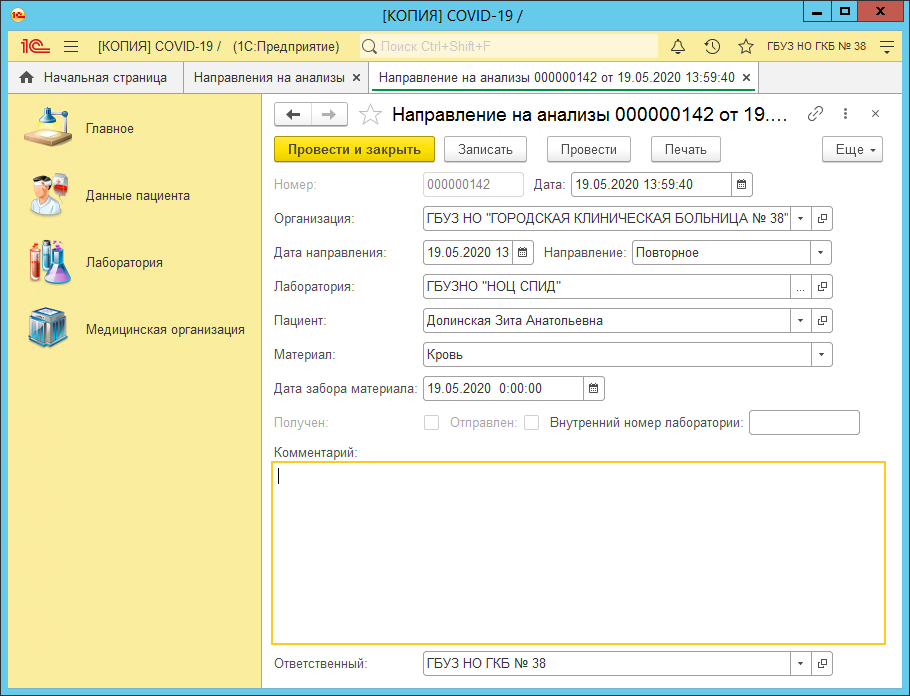 [КОПИЯ] COVID-19 /
[КОПИЯ] COVID-19 / (1С:Предприятие)
Поиск Ctrl+Shift+F
ГБУЗ НО ГКБ № 38
Начальная страница
Направления на анализы ×
Направление на анализы 000000142 от 19.05.2020 13:59:40 ×
Главное
Данные пациента
Лаборатория
Медицинская организация
Направление на анализы 000000142 от 19....
Провести и закрыть
Записать
Провести
Печать
Еще
Номер: 000000142 Дата: 19.05.2020 13:59:40
Организация: ГБУЗ НО "ГОРОДСКАЯ КЛИНИЧЕСКАЯ БОЛЬНИЦА № 38"
Дата направления: 19.05.2020 13 Направление: Повторное
Лаборатория: ГБУЗНО "НОЦ СПИД" ...
Пациент: Долинская Зита Анатольевна
Материал: Кровь
Дата забора материала: 19.05.2020 0:00:00
Получен: Отправлен: Внутренний номер лаборатории:
Комментарий:
Ответственный: ГБУЗ НО ГКБ № 38